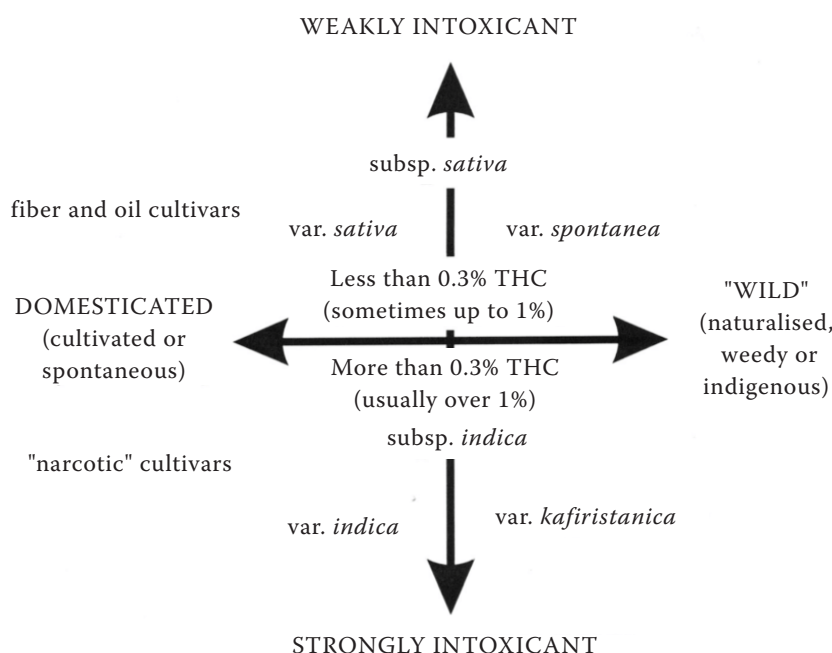 WEAKLY INTOXICANT
subsp. sativa
fiber and oil cultivars
var. sativa
var. spontanea
Less than 0.3% THC
(sometimes up to 1%)
DOMESTICATED
(cultivated or
spontaneous)
"WILD"
(naturalised,
weedy or
indigenous)
More than 0.3% THC
(usually over 1%)
subsp. indica
"narcotic" cultivars
var. indica
var. kafiristanica
STRONGLY INTOXICANT